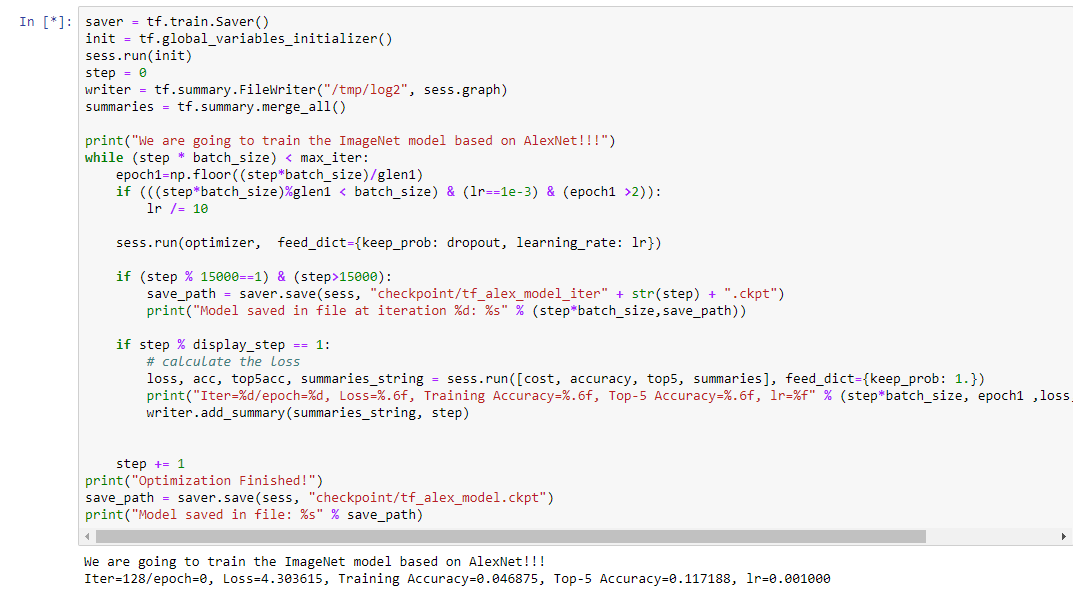 In [*]:
saver = tf.train.Saver()
init = tf.global_variables_initializer()
sess.run(init)
step = 0
writer = tf.summary.FileWriter("/tmp/log2", sess.graph)
summaries = tf.summary.merge_all()

print("We are going to train the ImageNet model based on AlexNet!!!")
while (step * batch_size) < max_iter:
    epoch1=np.floor((step*batch_size)/glen1)
    if (((step*batch_size)%glen1 < batch_size) & (lr==1e-3) & (epoch1 >2)):
        lr /= 10

    sess.run(optimizer,  feed_dict={keep_prob: dropout, learning_rate: lr})

    if (step % 15000==1) & (step>15000):
        save_path = saver.save(sess, "checkpoint/tf_alex_model_iter" + str(step) + ".ckpt")
        print("Model saved in file at iteration %d: %s" % (step*batch_size,save_path))

    if step % display_step == 1:
        # calculate the loss
        loss, acc, top5acc, summaries_string = sess.run([cost, accuracy, top5, summaries], feed_dict={keep_prob: 1.})
        print("Iter=%d/epoch=%d, Loss=%.6f, Training Accuracy=%.6f, Top-5 Accuracy=%.6f, lr=%f" % (step*batch_size, epoch1 ,loss,
        writer.add_summary(summaries_string, step)


    step += 1
print("Optimization Finished!")
save_path = saver.save(sess, "checkpoint/tf_alex_model.ckpt")
print("Model saved in file: %s" % save_path)
We are going to train the ImageNet model based on AlexNet!!!
Iter=128/epoch=0, Loss=4.303615, Training Accuracy=0.046875, Top-5 Accuracy=0.117188, lr=0.001000